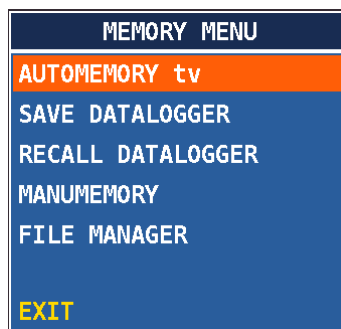 MEMORY MENU
AUTOMEMORY tv
SAVE DATALOGGER
RECALL DATALOGGER
MANUMEMORY
FILE MANAGER
EXIT